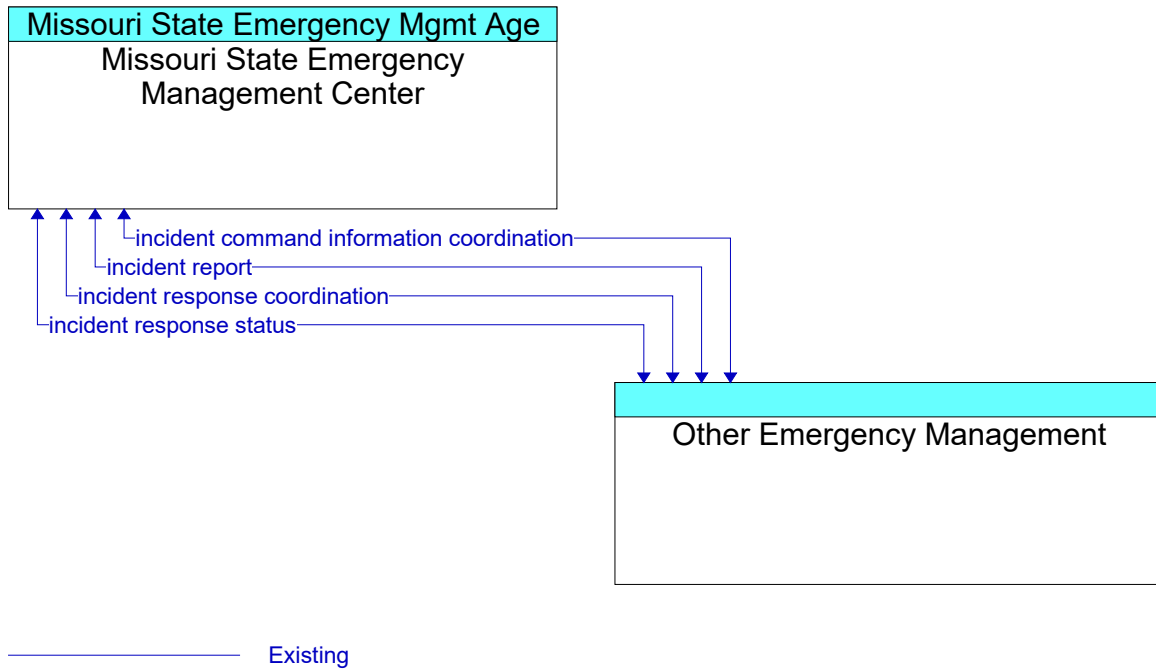 Missouri State Emergency Mgmt Age
Missouri State Emergency
Management Center
incident command information coordination
incident report
incident response coordination
incident response status
Other Emergency Management
Existing